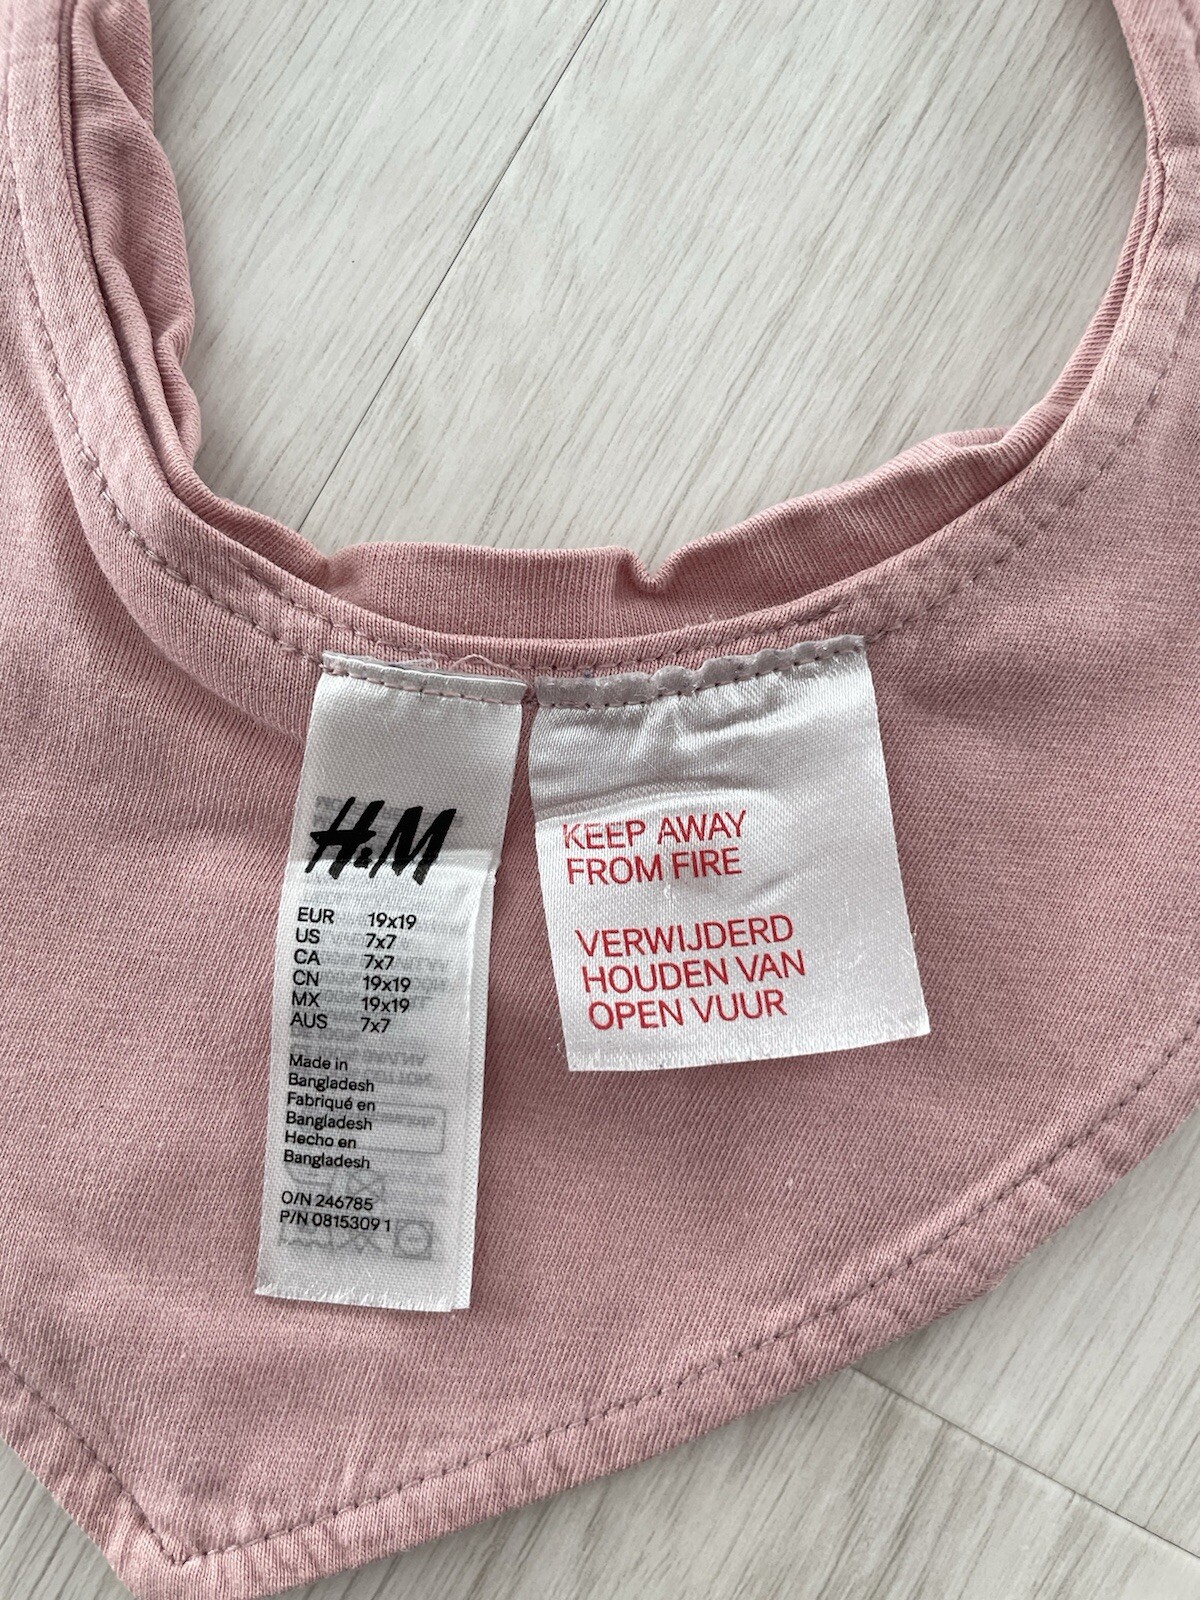 H&M
EUR 19x19
US 7x7
CA 7x7
CN 19x19
MX 19x19
AUS 7x7
Made in
Bangladesh
Fabriqué en
Bangladesh
Hecho en
Bangladesh
O/N 246785
P/N 08153091
KEEP AWAY
FROM FIRE
VERWIJDERD
HOUDEN VAN
OPEN VUUR